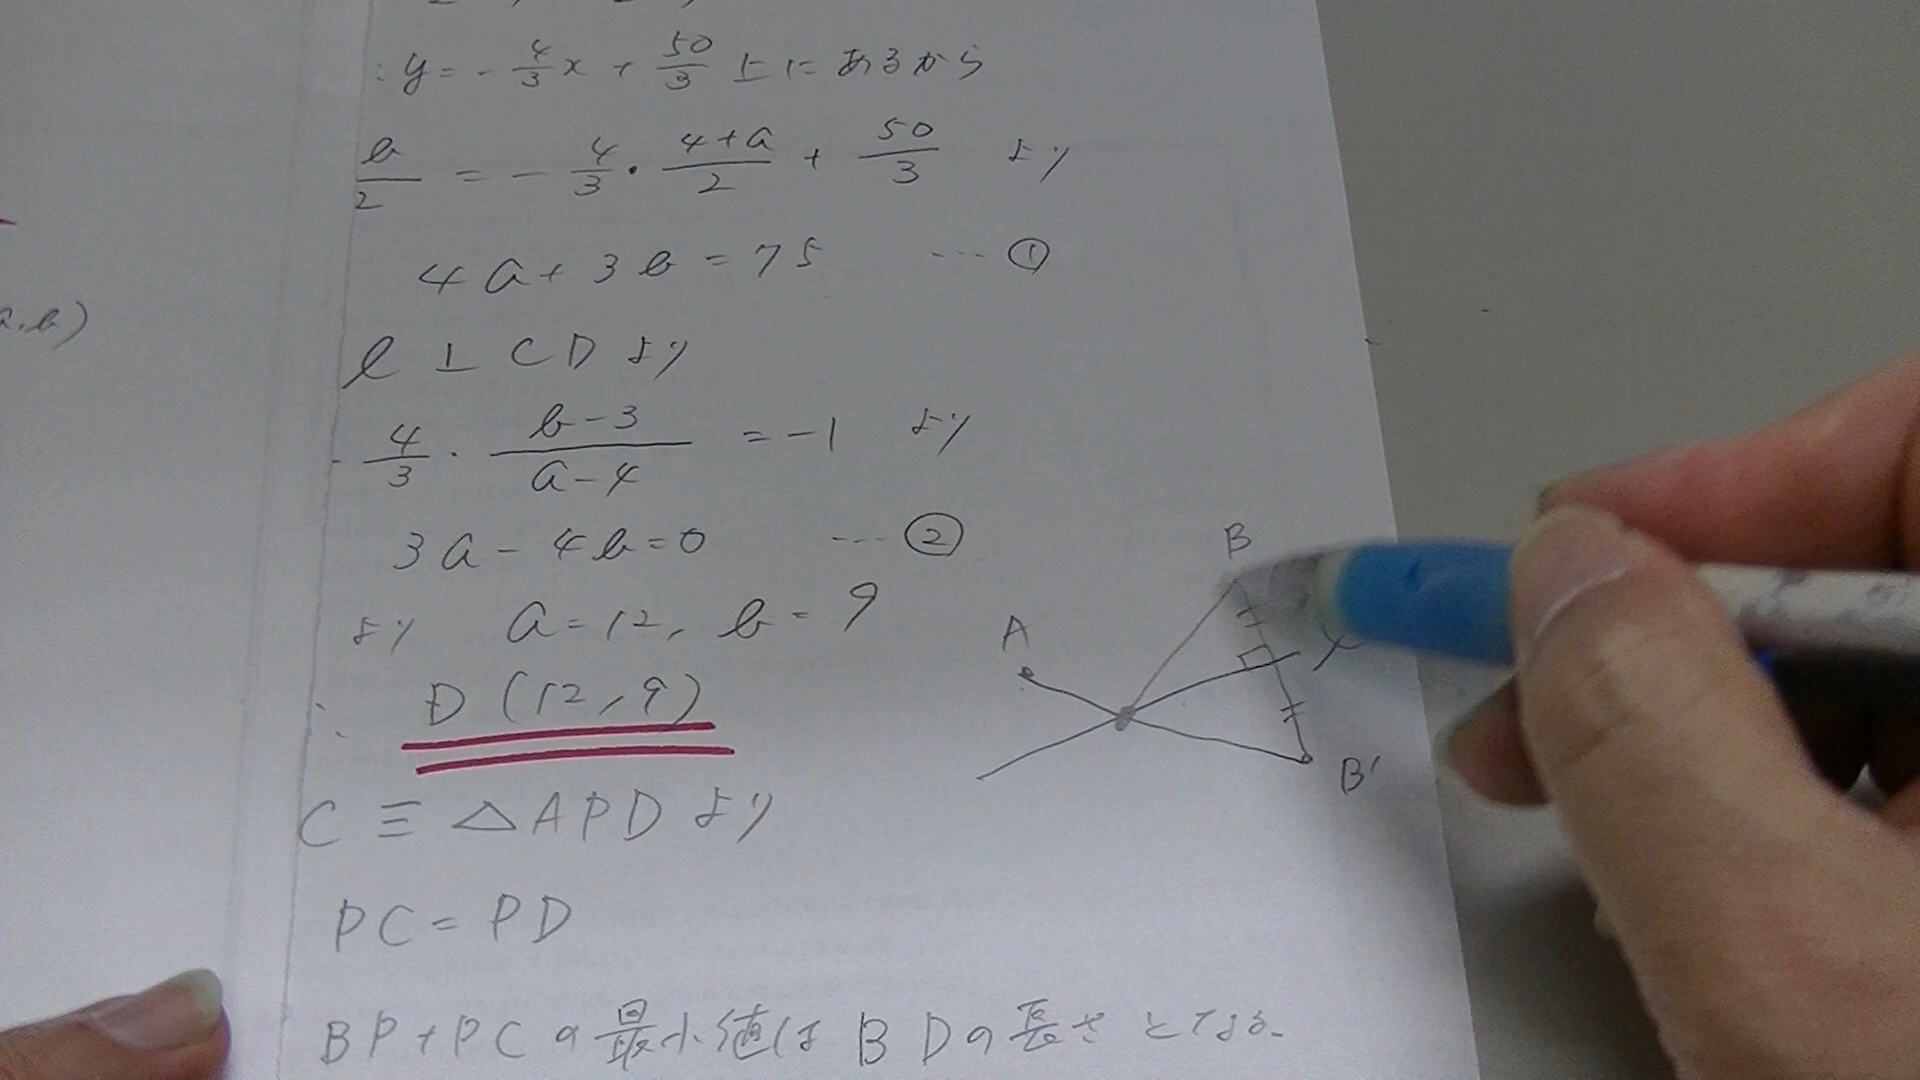 : y = - 4/3 x + 50/3 上にあるから
b/2 = - 4/3 · 4+a/2 + 50/3 より
4a + 3b = 75 … ①
a, b)
l ⊥ CD より
- 4/3 · b-3/a-4 = -1 より
3a - 4b = 0 … ②
より a = 12, b = 9
D (12, 9)
C ≡ △APD より
PC = PD
BP + PC の最小値は BD の長さとなる。
B
A
l
B'